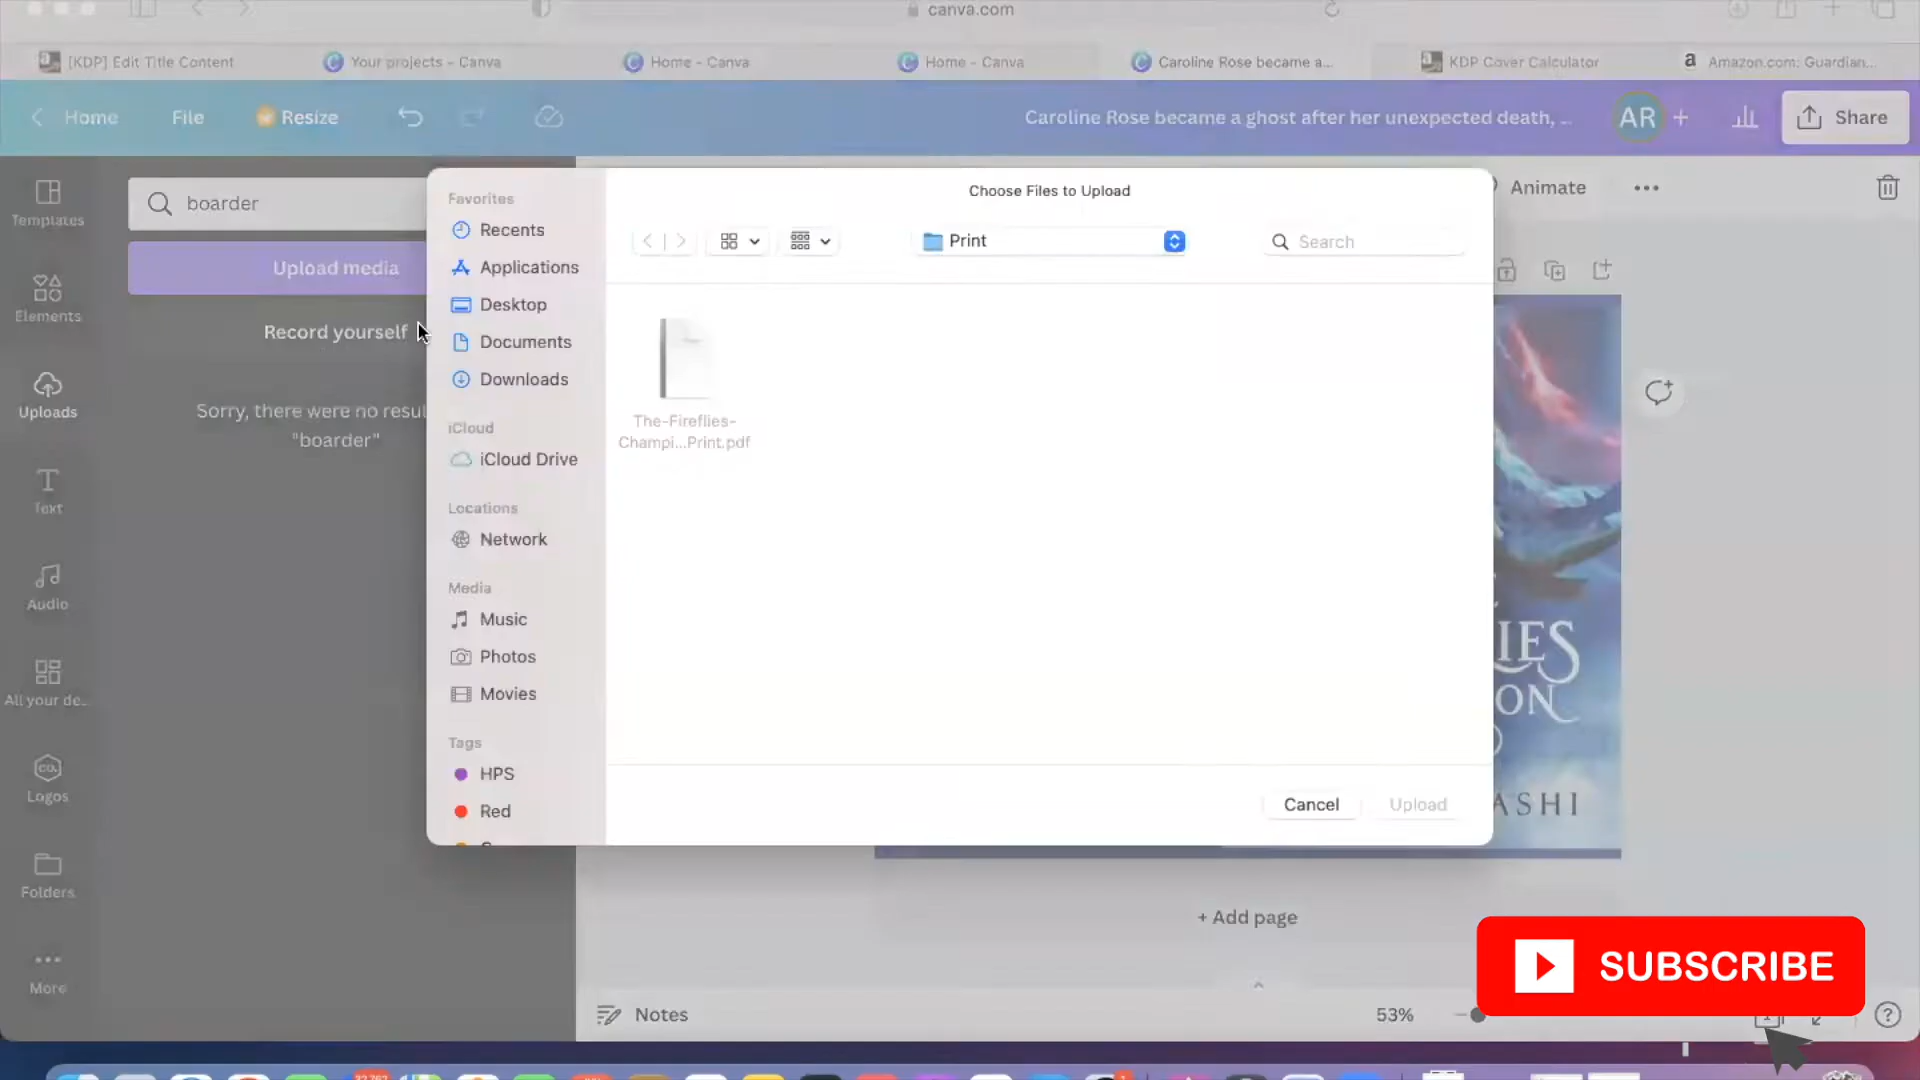 canva.com
[KDP] Edit Title Content
Your projects – Canva
Home – Canva
Home – Canva
Caroline Rose became a...
KDP Cover Calculator
a Amazon.com: Guardian...
Home
File
Resize
Caroline Rose became a ghost after her unexpected death, ...
AR
Share
Templates
Elements
Uploads
Text
Audio
All your de...
CO.
Logos
Folders
More
boarder
Upload media
Record yourself
Sorry, there were no resul
"boarder"
Favorites
Recents
Applications
Desktop
Documents
Downloads
iCloud
iCloud Drive
Locations
Network
Media
Music
Photos
Movies
Tags
HPS
Red
Choose Files to Upload
Print
Search
The-Fireflies-
Champi...Print.pdf
Cancel
Upload
Animate
IES
ON
ASHI
+ Add page
Notes
53%
SUBSCRIBE